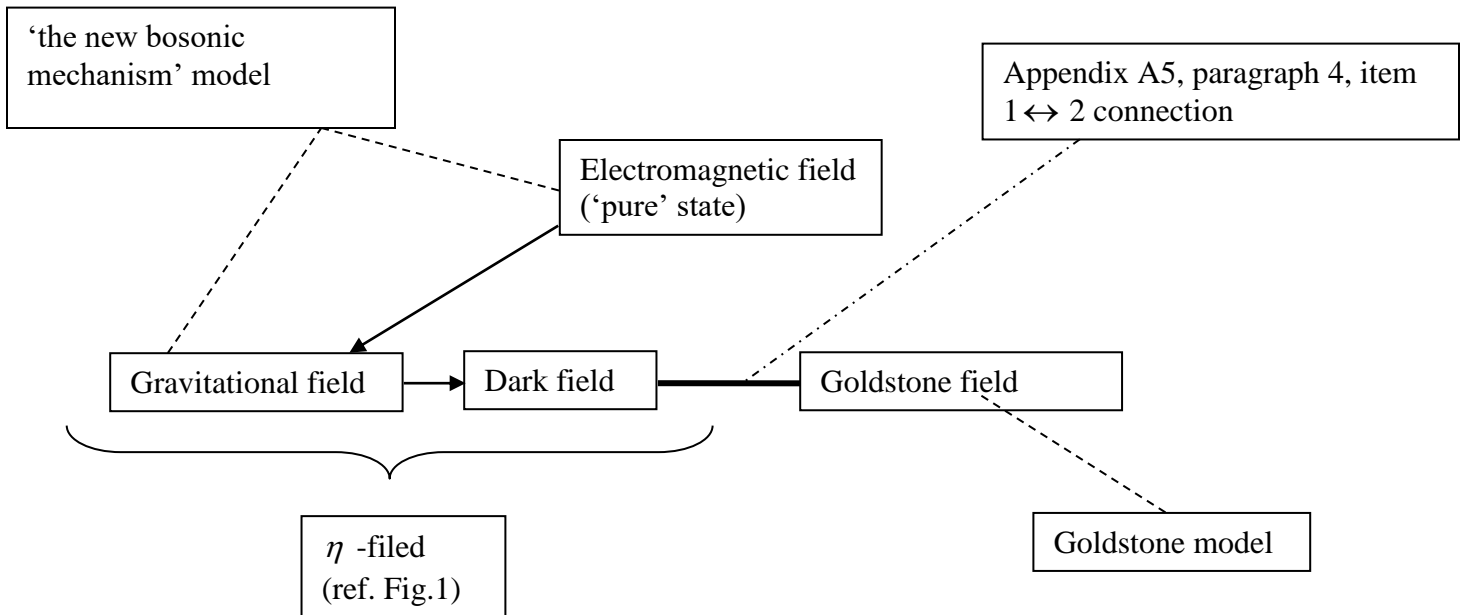 ‘the new bosonic
mechanism’ model
Appendix A5, paragraph 4, item
1↔ 2 connection
Electromagnetic field
(‘pure’ state)
Gravitational field
Dark field
Goldstone field
Goldstone model
η -filed
(ref. Fig.1)